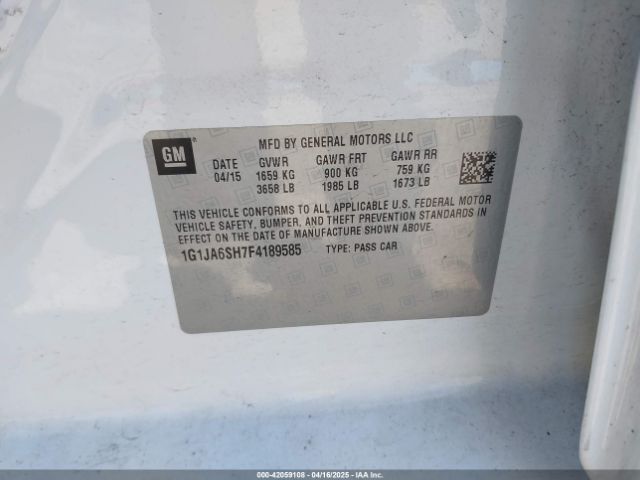 GM
MFD BY GENERAL MOTORS LLC
DATE GVWR GAWR FRT GAWR RR
04/15 1659 KG 900 KG 759 KG
3658 LB 1985 LB 1673 LB
THIS VEHICLE CONFORMS TO ALL APPLICABLE U.S. FEDERAL MOTOR
VEHICLE SAFETY, BUMPER, AND THEFT PREVENTION STANDARDS IN
EFFECT ON THE DATE OF MANUFACTURE SHOWN ABOVE.
1G1JA6SH7F4189585 TYPE: PASS CAR
000-42059108 - 04/16/2025 - IAAI.COM